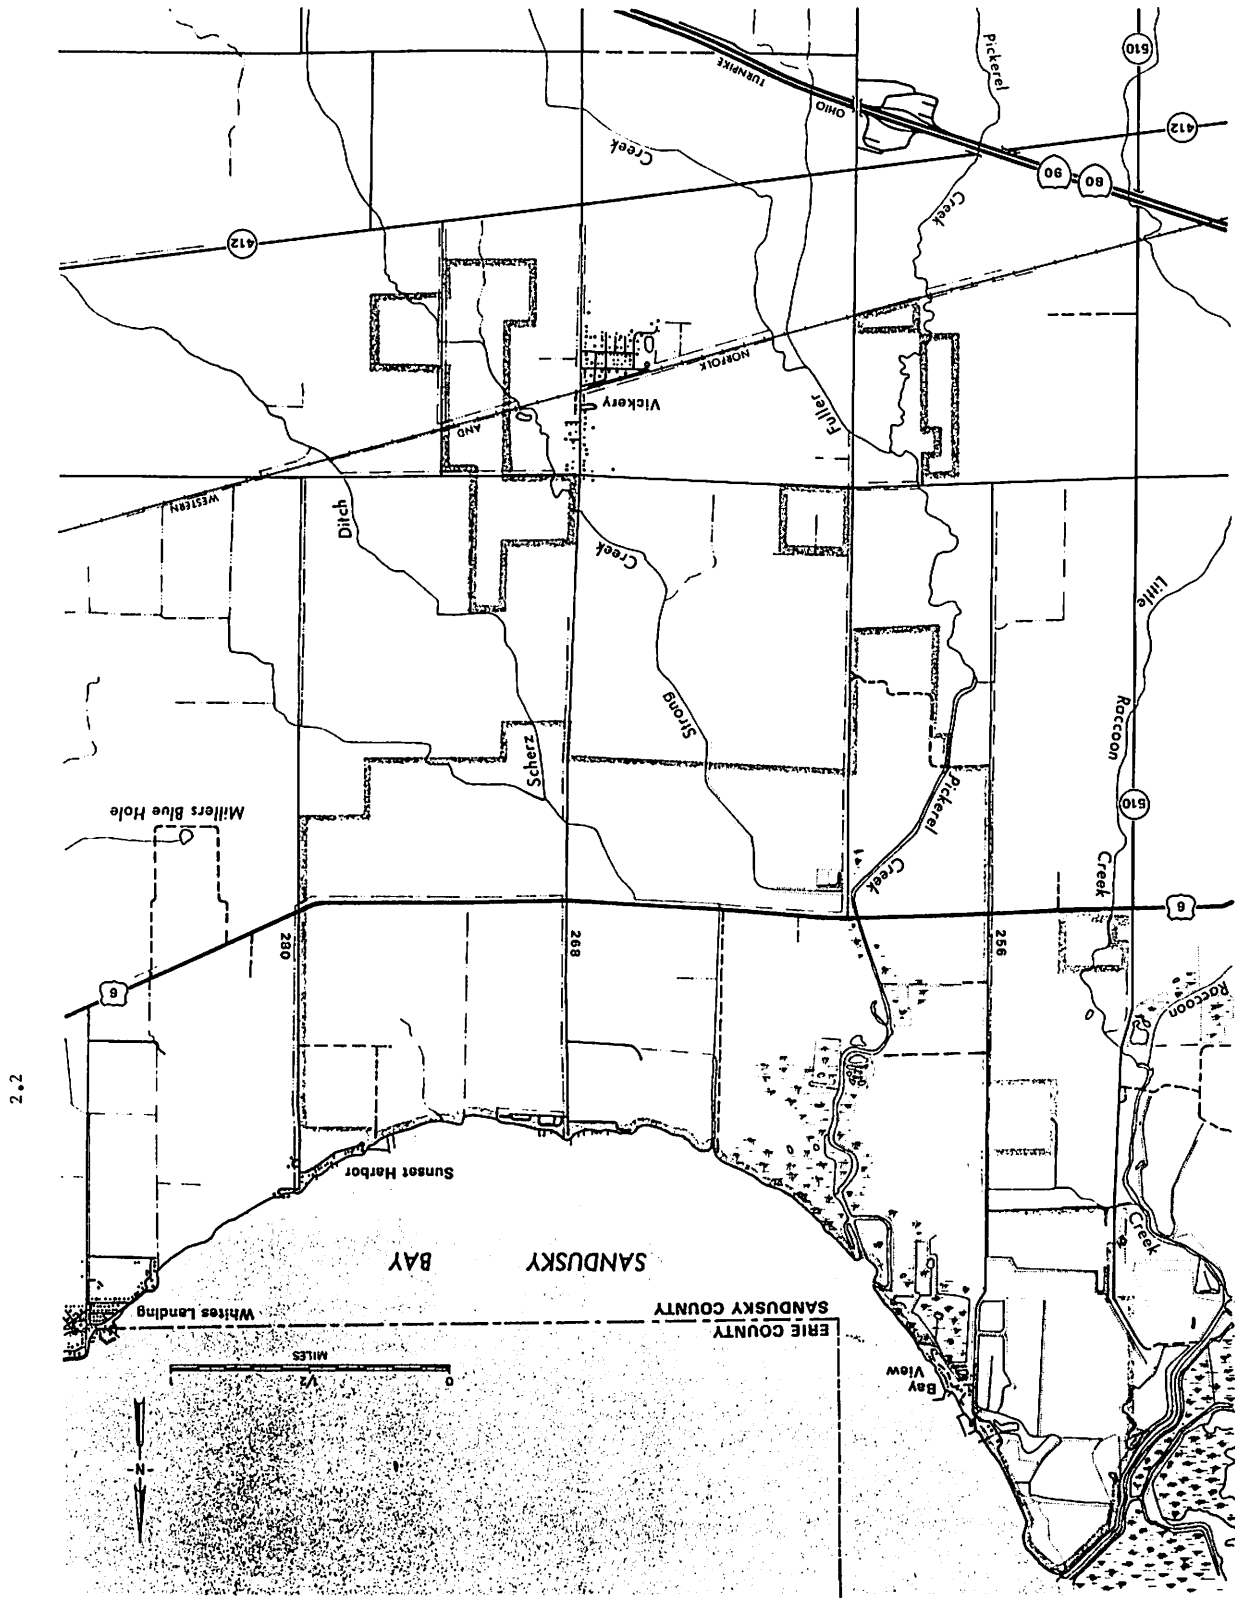 -N-
0 1/2 1
MILES
ERIE COUNTY
SANDUSKY COUNTY
Bay
View
Whites Landing
SANDUSKY BAY
Creek
Sunset Harbor
2.2
Raccoon
6
256
268
280
6
Creek
Creek
510
Pickerel
Millers Blue Hole
Raccoon
Strong
Scherz
Little
Creek
Ditch
WESTERN
Fuller
Vickery
AND
NORFOLK
412
Creek
Creek
90
80
412
OHIO
TURNPIKE
Pickerel
510